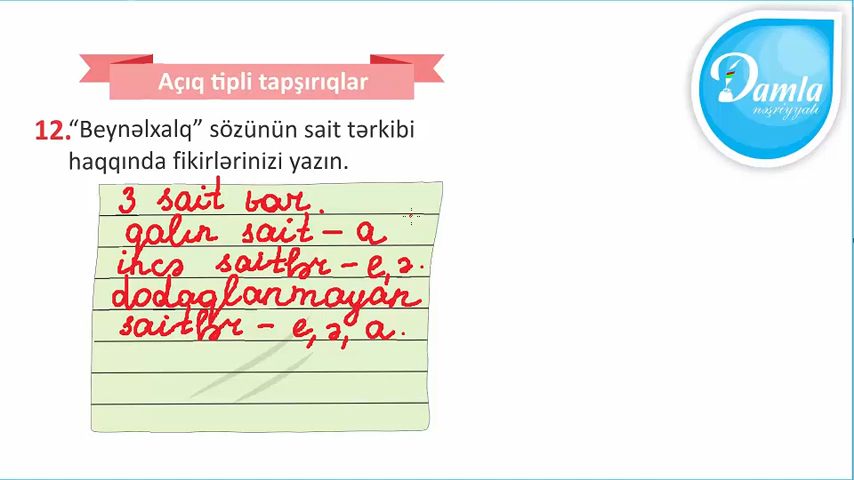 Damla
nəşriyyatı
Açıq tipli tapşırıqlar
12. “Beynəlxalq” sözünün sait tərkibi
haqqında fikirlərinizi yazın.
3 sait var.
qalın sait – a
incə saitlər – e, ə.
dodaqlanmayan
saitlər – e, ə, a.